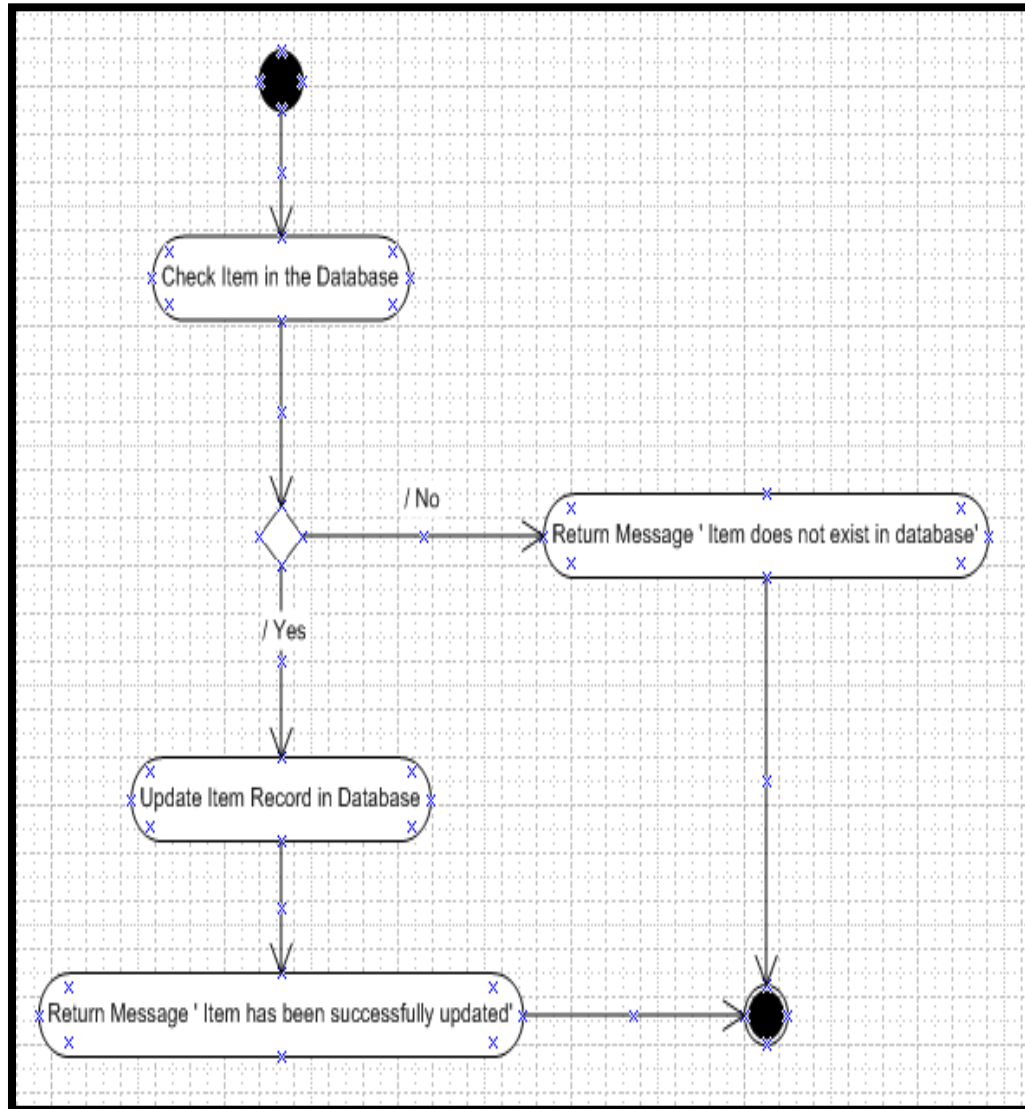 Check Item in the Database
/ No
Return Message ' Item does not exist in database'
/ Yes
Update Item Record in Database
Return Message ' Item has been successfully updated'